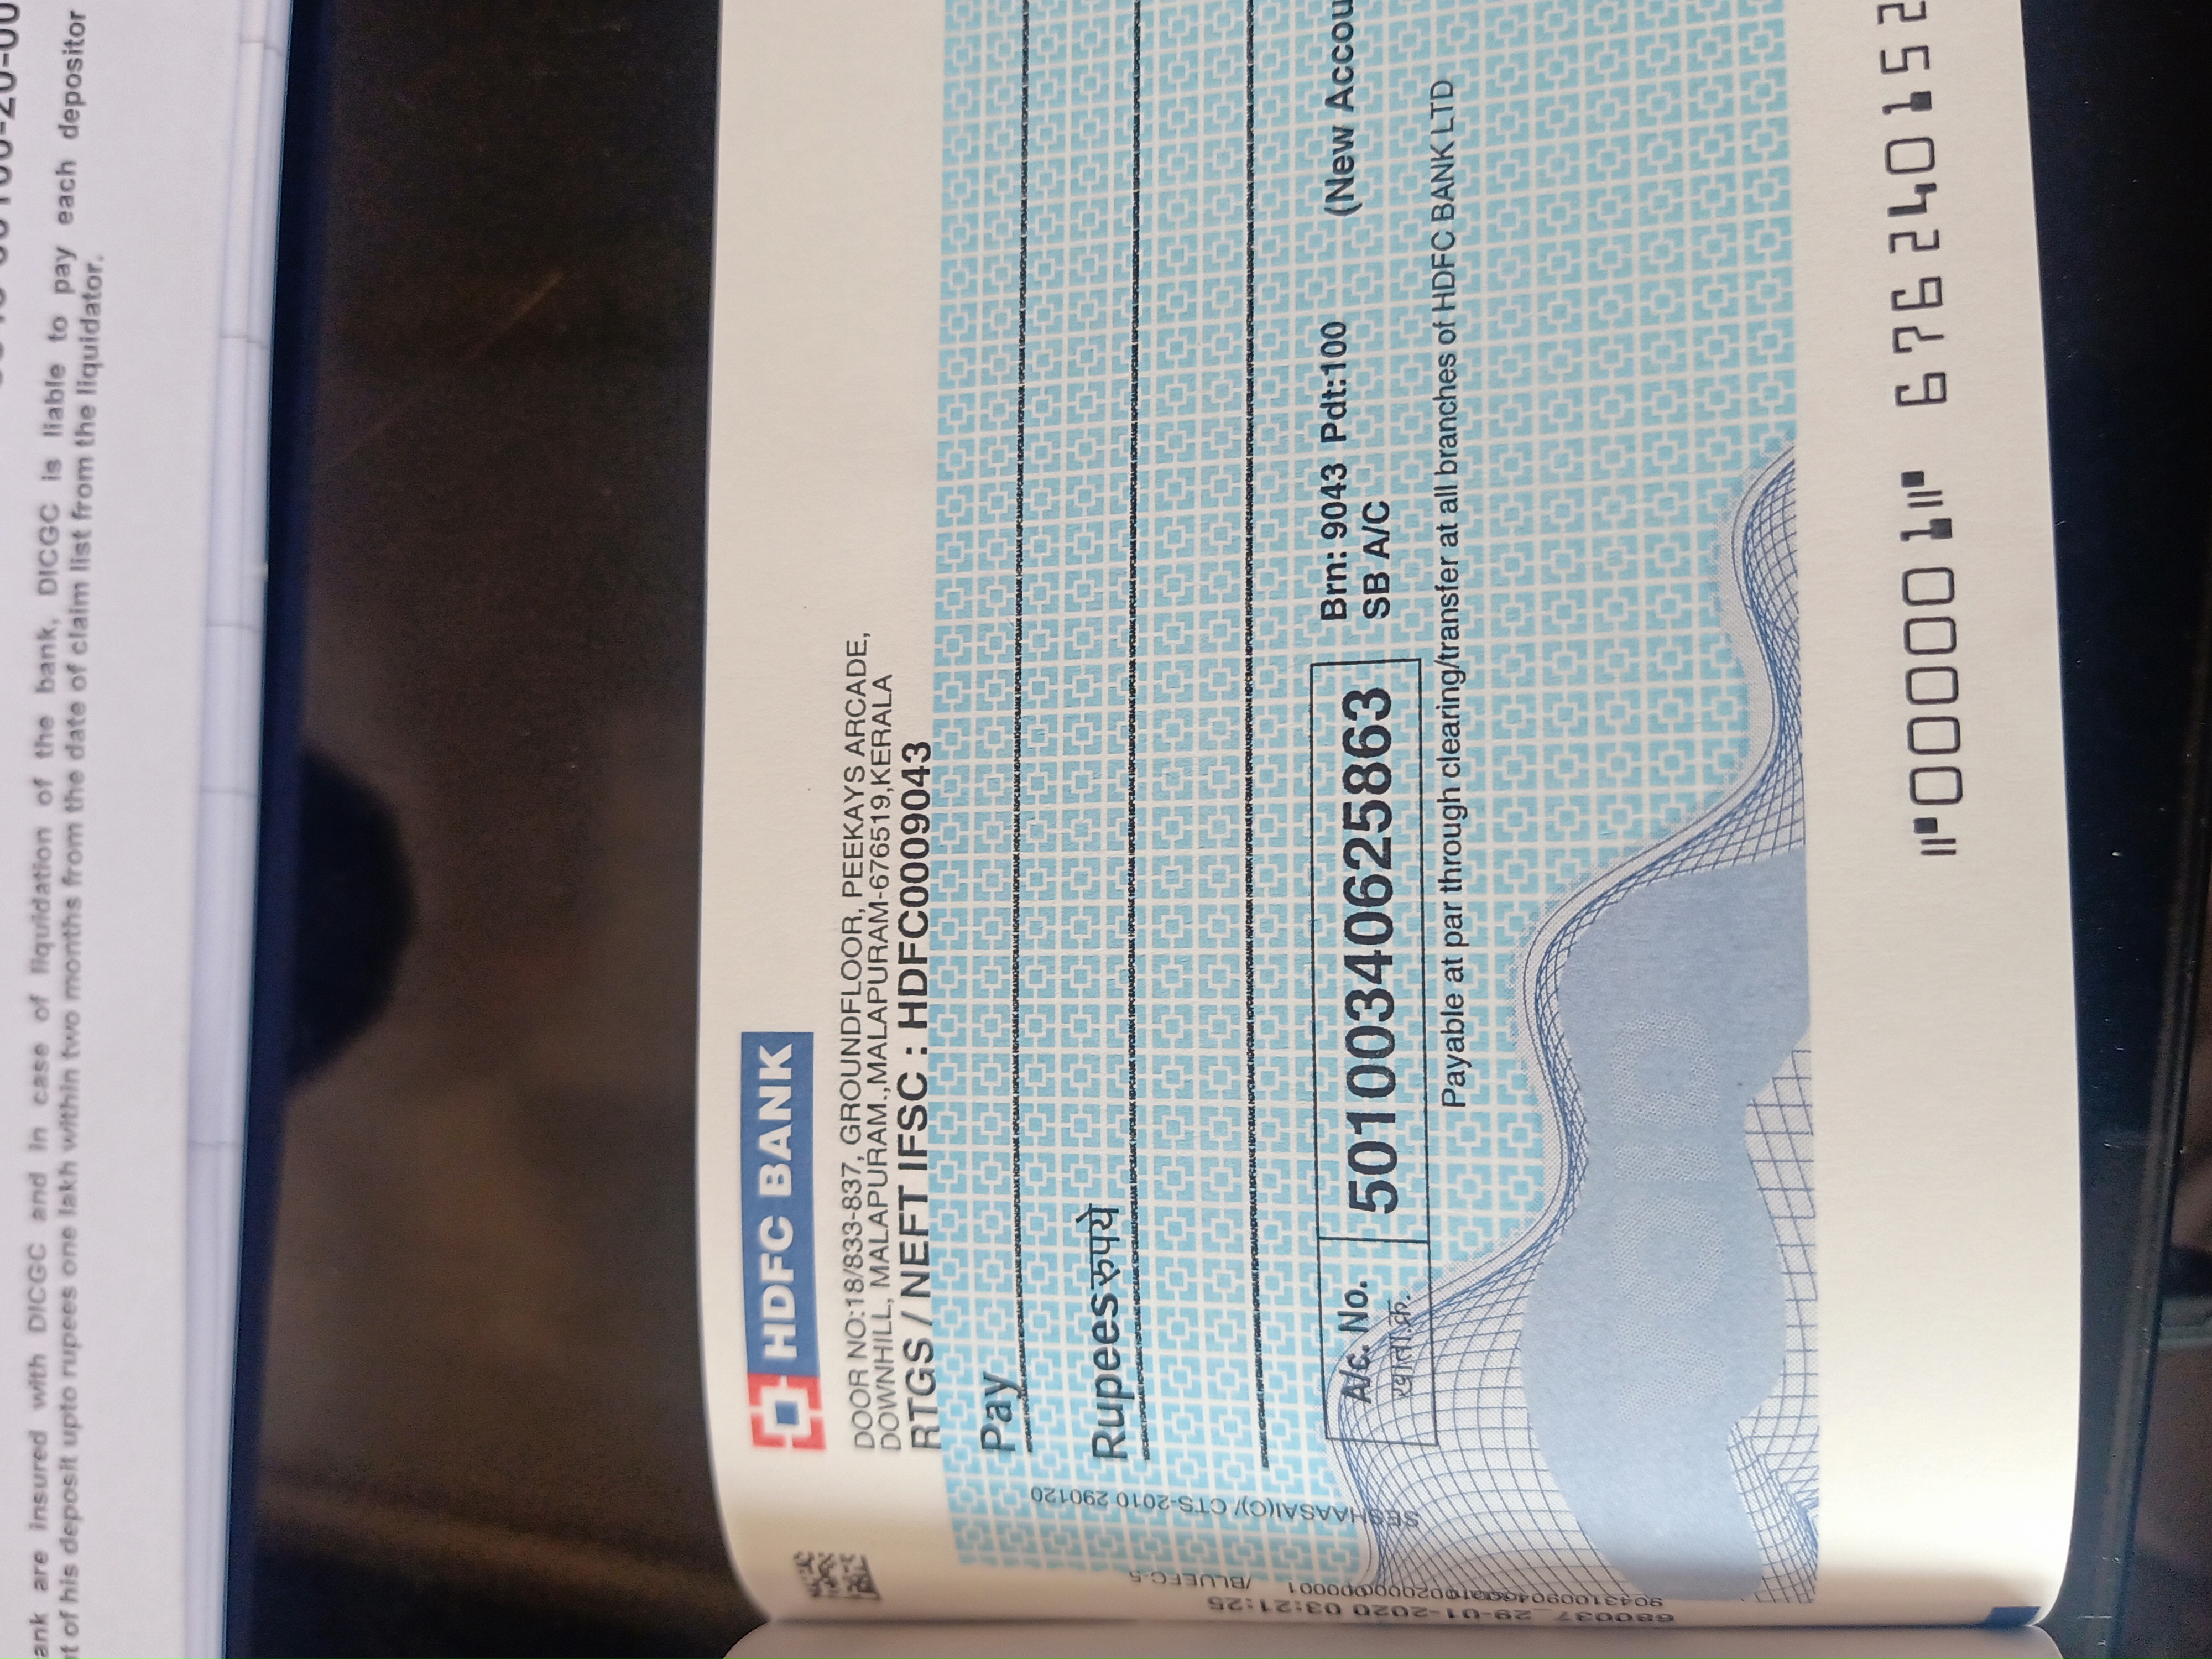 ank are insured with DICGC and in case of liquidation of the bank, DICGC is liable to pay each depositor
nt of his deposit upto rupees one lakh within two months from the date of claim list from the liquidator.
HDFC BANK
DOOR NO:18/833-837, GROUNDFLOOR, PEEKAYS ARCADE,
DOWNHILL, MALAPURAM.,MALAPURAM-676519,KERALA
RTGS / NEFT IFSC : HDFC0009043
Pay
Rupees रुपये
A/c. No.
खाता.क्रं.
50100340625863
Brn: 9043 Pdt:100
(New Accou
SB A/C
Payable at par through clearing/transfer at all branches of HDFC BANK LTD
⑈000001⑈ 676240152
SESHAASAI(C)/ CTS-2010 290120
/BLUEFC-5
680037_29-01-2020 03:21:25